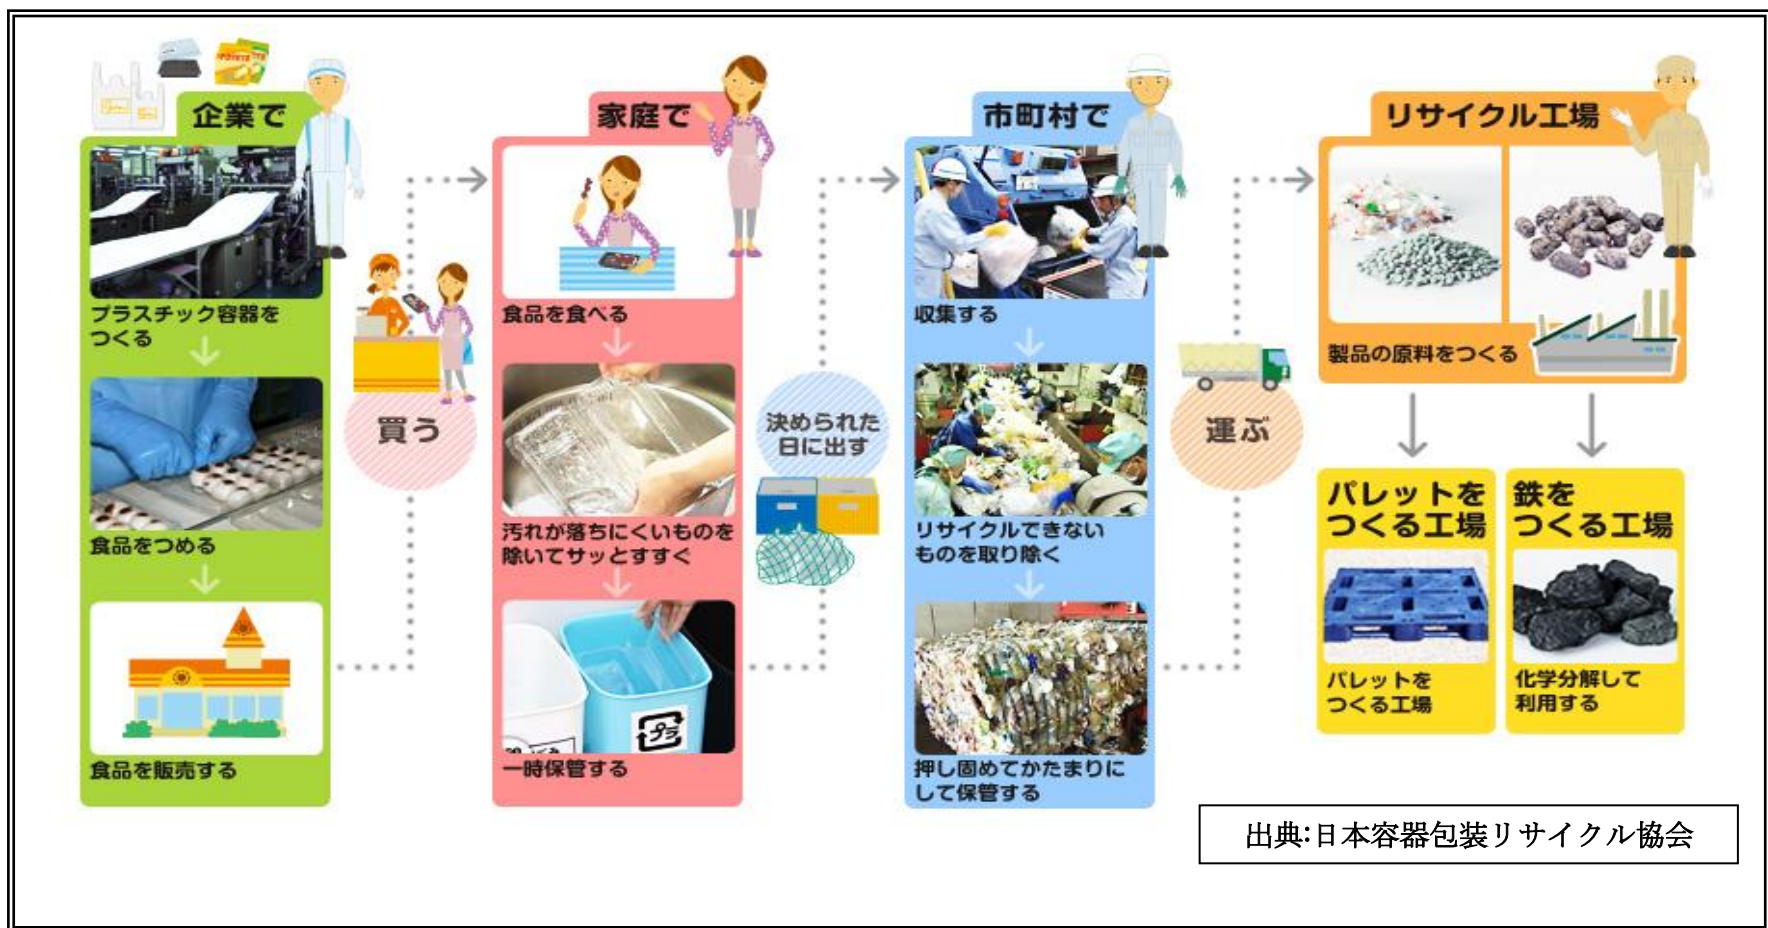 企業で
プラスチック容器を
つくる
食品をつめる
食品を販売する
買う
家庭で
食品を食べる
汚れが落ちにくいものを
除いてサッとすすぐ
プラ
一時保管する
決められた
日に出す
市町村で
収集する
リサイクルできない
ものを取り除く
押し固めてかたまりに
して保管する
運ぶ
リサイクル工場
製品の原料をつくる
パレットを
つくる工場
パレットを
つくる工場
鉄を
つくる工場
化学分解して
利用する
出典:日本容器包装リサイクル協会